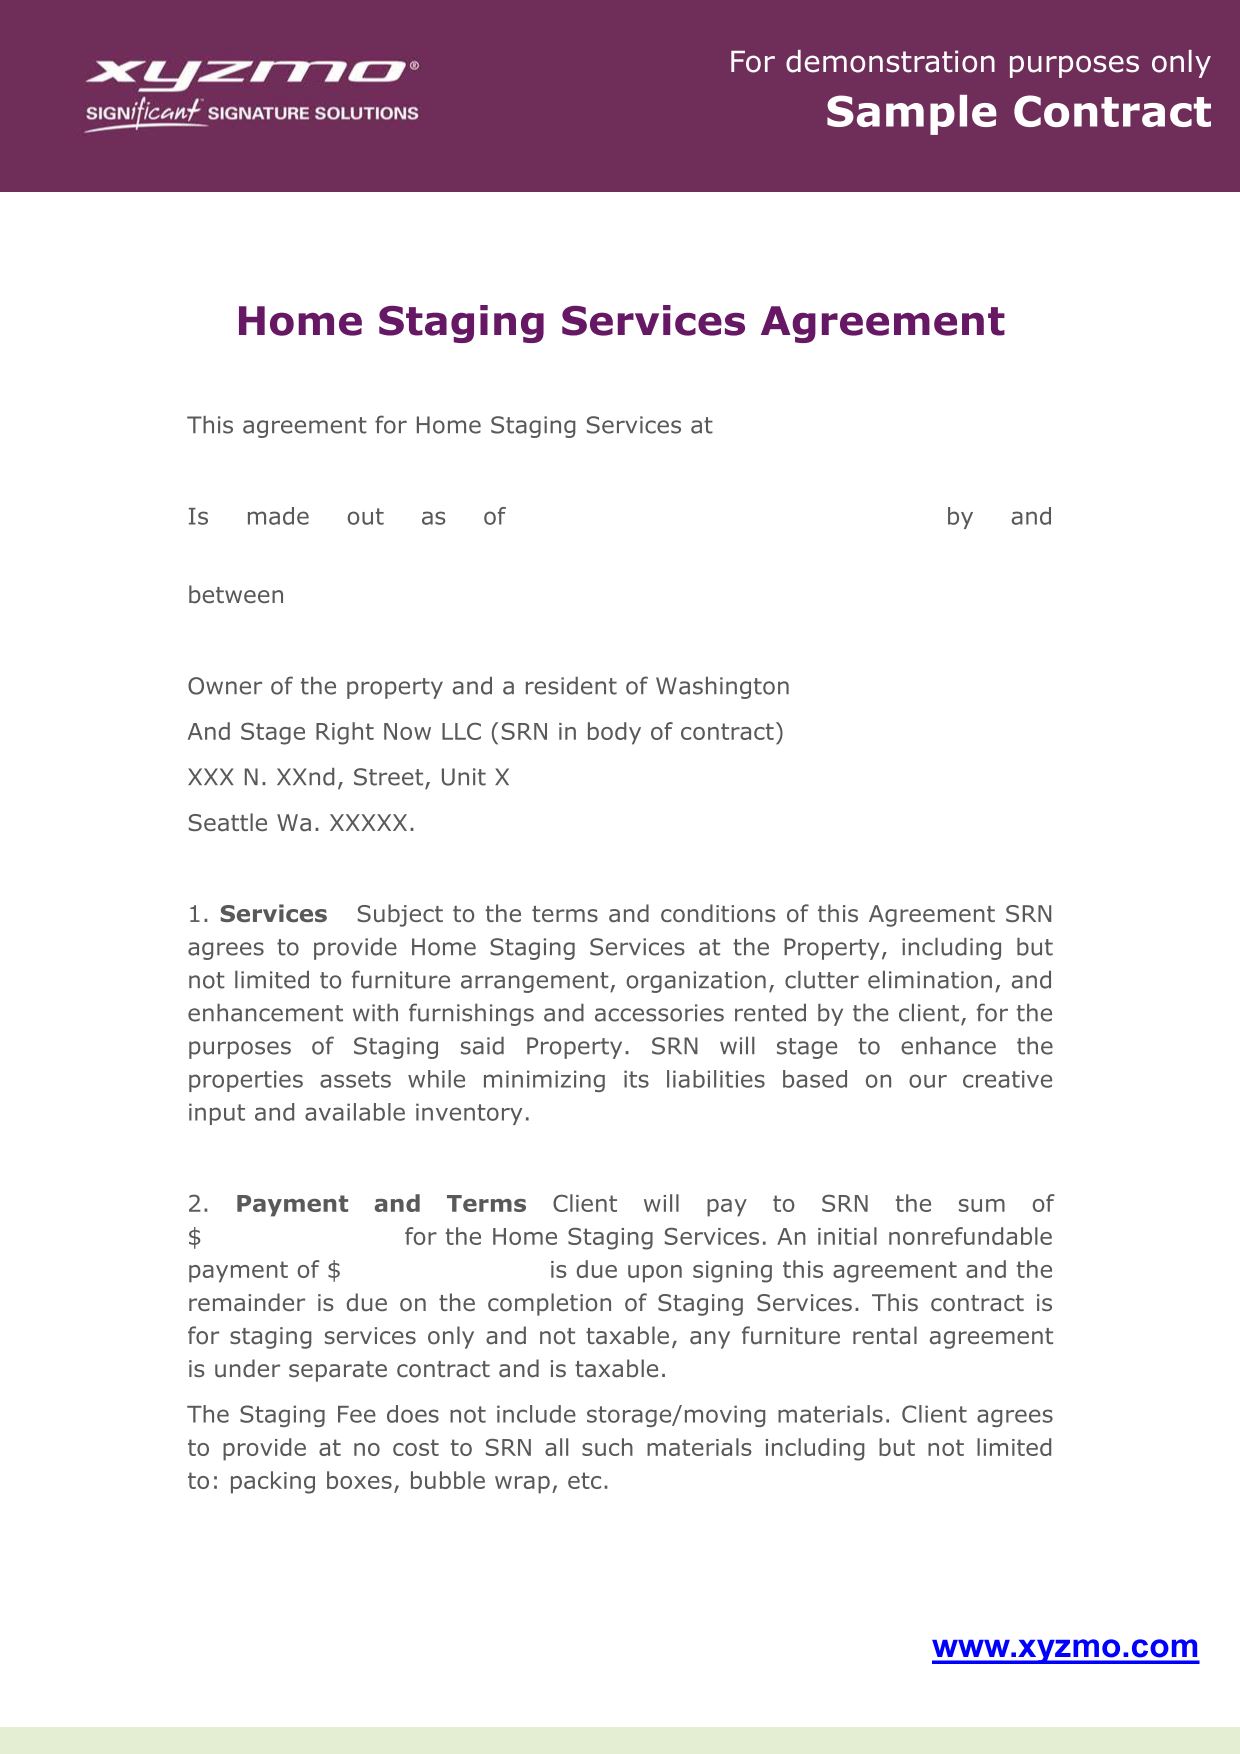 xyzmo®
SIGNificant SIGNATURE SOLUTIONS
For demonstration purposes only
Sample Contract
Home Staging Services Agreement
This agreement for Home Staging Services at
Is made out as of by and
between
Owner of the property and a resident of Washington
And Stage Right Now LLC (SRN in body of contract)
XXX N. XXnd, Street, Unit X
Seattle Wa. XXXXX.
1. Services Subject to the terms and conditions of this Agreement SRN
agrees to provide Home Staging Services at the Property, including but
not limited to furniture arrangement, organization, clutter elimination, and
enhancement with furnishings and accessories rented by the client, for the
purposes of Staging said Property. SRN will stage to enhance the
properties assets while minimizing its liabilities based on our creative
input and available inventory.
2. Payment and Terms Client will pay to SRN the sum of
$ for the Home Staging Services. An initial nonrefundable
payment of $ is due upon signing this agreement and the
remainder is due on the completion of Staging Services. This contract is
for staging services only and not taxable, any furniture rental agreement
is under separate contract and is taxable.
The Staging Fee does not include storage/moving materials. Client agrees
to provide at no cost to SRN all such materials including but not limited
to: packing boxes, bubble wrap, etc.
www.xyzmo.com